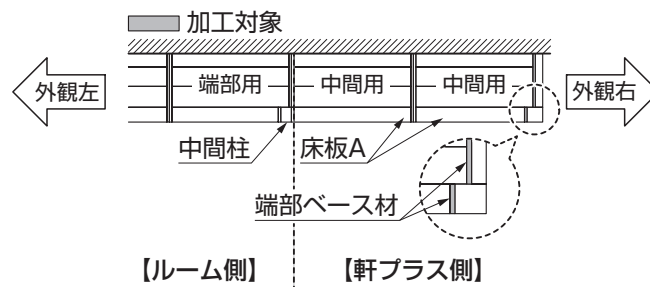 加工対象
外観左
端部用
中間用
中間用
外観右
中間柱
床板A
端部ベース材
【ルーム側】
【軒プラス側】